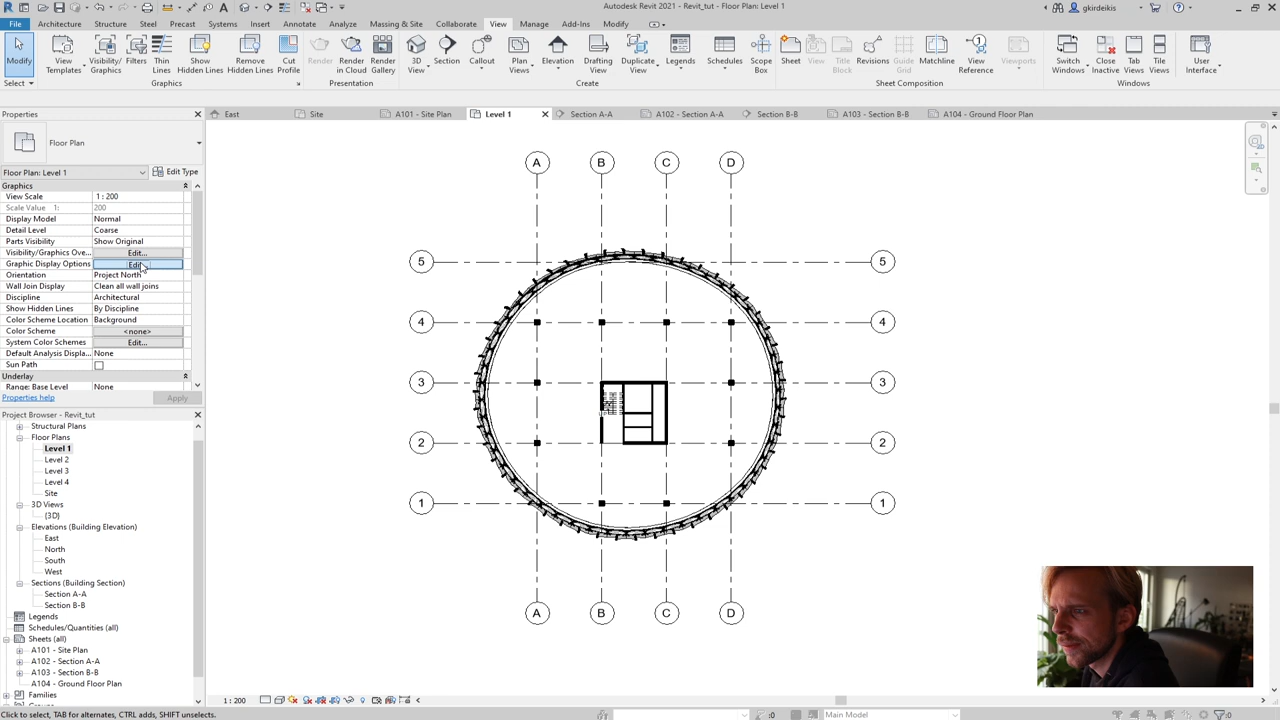 Autodesk Revit 2021 - Revit_tut - Floor Plan: Level 1
gkirdeikis
File Architecture Structure Steel Precast Systems Insert Annotate Analyze Massing & Site Collaborate View Manage Add-Ins Modify
Modify
View Templates
Visibility/ Graphics
Filters
Thin Lines
Show Hidden Lines
Remove Hidden Lines
Cut Profile
Render
Render in Cloud
Render Gallery
3D View
Section
Callout
Plan Views
Elevation
Drafting View
Duplicate View
Legends
Schedules
Scope Box
Sheet
View
Title Block
Revisions
Guide Grid
Matchline
View Reference
Viewports
Switch Windows
Close Inactive
Tab Views
Tile Views
User Interface
Select
Graphics
Presentation
Create
Sheet Composition
Windows
Properties
East
Site
A101 - Site Plan
Level 1
Section A-A
A102 - Section A-A
Section B-B
A103 - Section B-B
A104 - Ground Floor Plan
Floor Plan
Floor Plan: Level 1
Edit Type
Graphics
View Scale 1 : 200
Scale Value 1: 200
Display Model Normal
Detail Level Coarse
Parts Visibility Show Original
Visibility/Graphics Ove... Edit...
Graphic Display Options Edit...
Orientation Project North
Wall Join Display Clean all wall joins
Discipline Architectural
Show Hidden Lines By Discipline
Color Scheme Location Background
Color Scheme <none>
System Color Schemes Edit...
Default Analysis Displa... None
Sun Path
Underlay
Range: Base Level None
Properties help
Apply
Project Browser - Revit_tut
Structural Plans
Floor Plans
Level 1
Level 2
Level 3
Level 4
Site
3D Views
{3D}
Elevations (Building Elevation)
East
North
South
West
Sections (Building Section)
Section A-A
Section B-B
Legends
Schedules/Quantities (all)
Sheets (all)
A101 - Site Plan
A102 - Section A-A
A103 - Section B-B
A104 - Ground Floor Plan
Families
A B C D
5 5
4 4
3 3
2 2
1 1
A B C D
1 : 200
Click to select, TAB for alternates, CTRL adds, SHIFT unselects.
:0
Main Model
:0